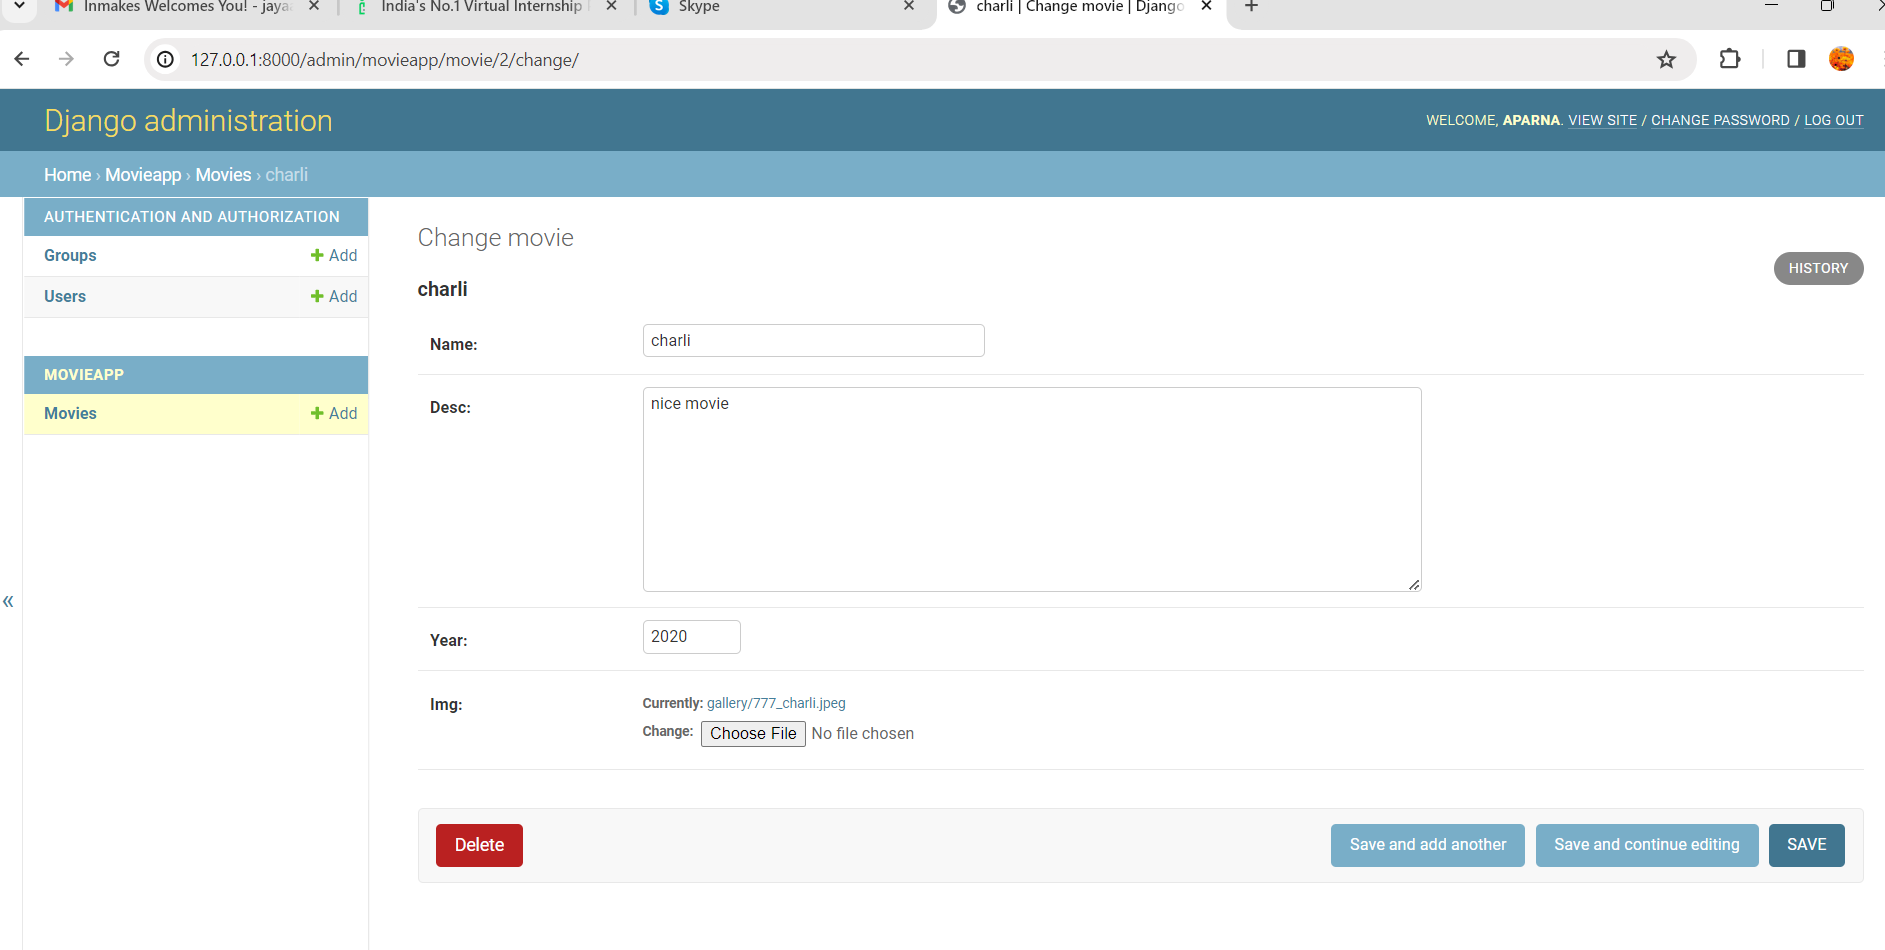 Inmakes Welcomes You! - jaya
India's No.1 Virtual Internship
Skype
charli | Change movie | Django
127.0.0.1:8000/admin/movieapp/movie/2/change/
Django administration
WELCOME, APARNA. VIEW SITE / CHANGE PASSWORD / LOG OUT
Home › Movieapp › Movies › charli
AUTHENTICATION AND AUTHORIZATION
Groups + Add
Users + Add
MOVIEAPP
Movies + Add
«
Change movie
HISTORY
charli
Name: charli
Desc: nice movie
Year: 2020
Img: Currently: gallery/777_charli.jpeg
Change: Choose File No file chosen
Delete Save and add another Save and continue editing SAVE